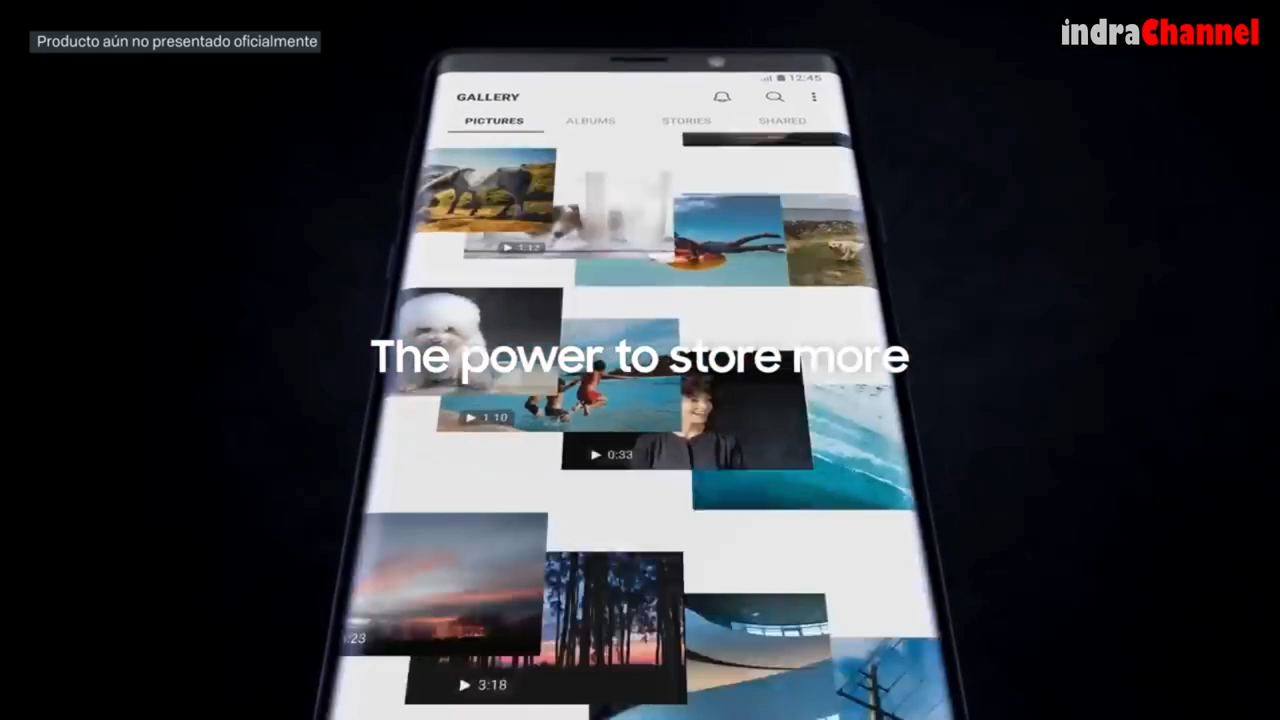 Producto aún no presentado oficialmente
indraChannel
12:45
GALLERY
PICTURES ALBUMS STORIES SHARED
1:12
The power to store more
1:10
0:33
:23
3:18